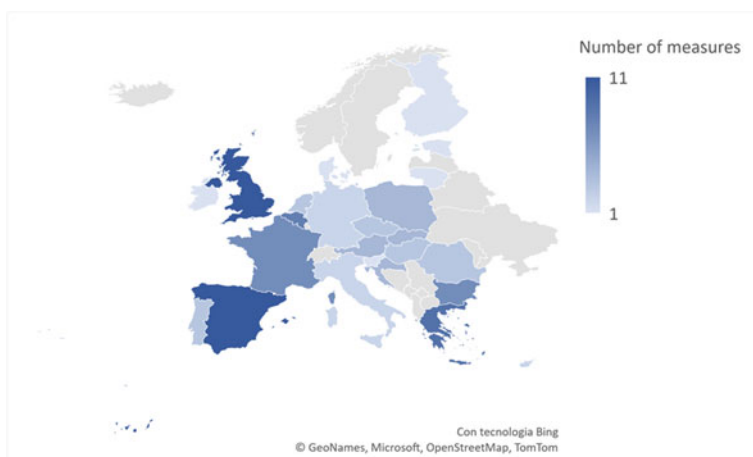 Number of measures
11
1
Con tecnologia Bing
© GeoNames, Microsoft, OpenStreetMap, TomTom